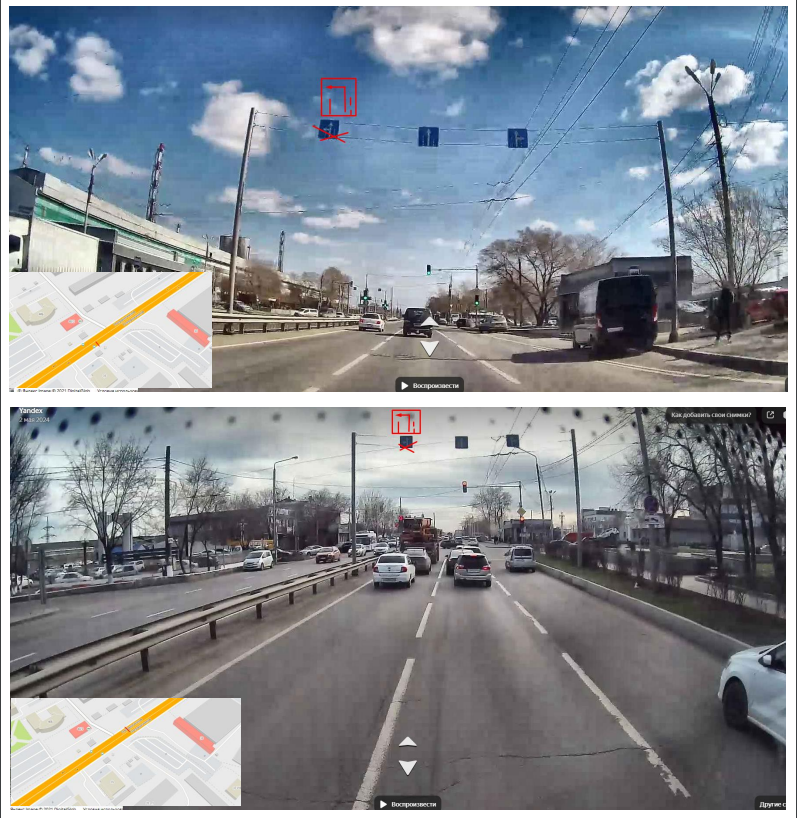 Воспроизвести
Yandex
2 мая 2024
Как добавить свои снимки?
Воспроизвести
Другие с